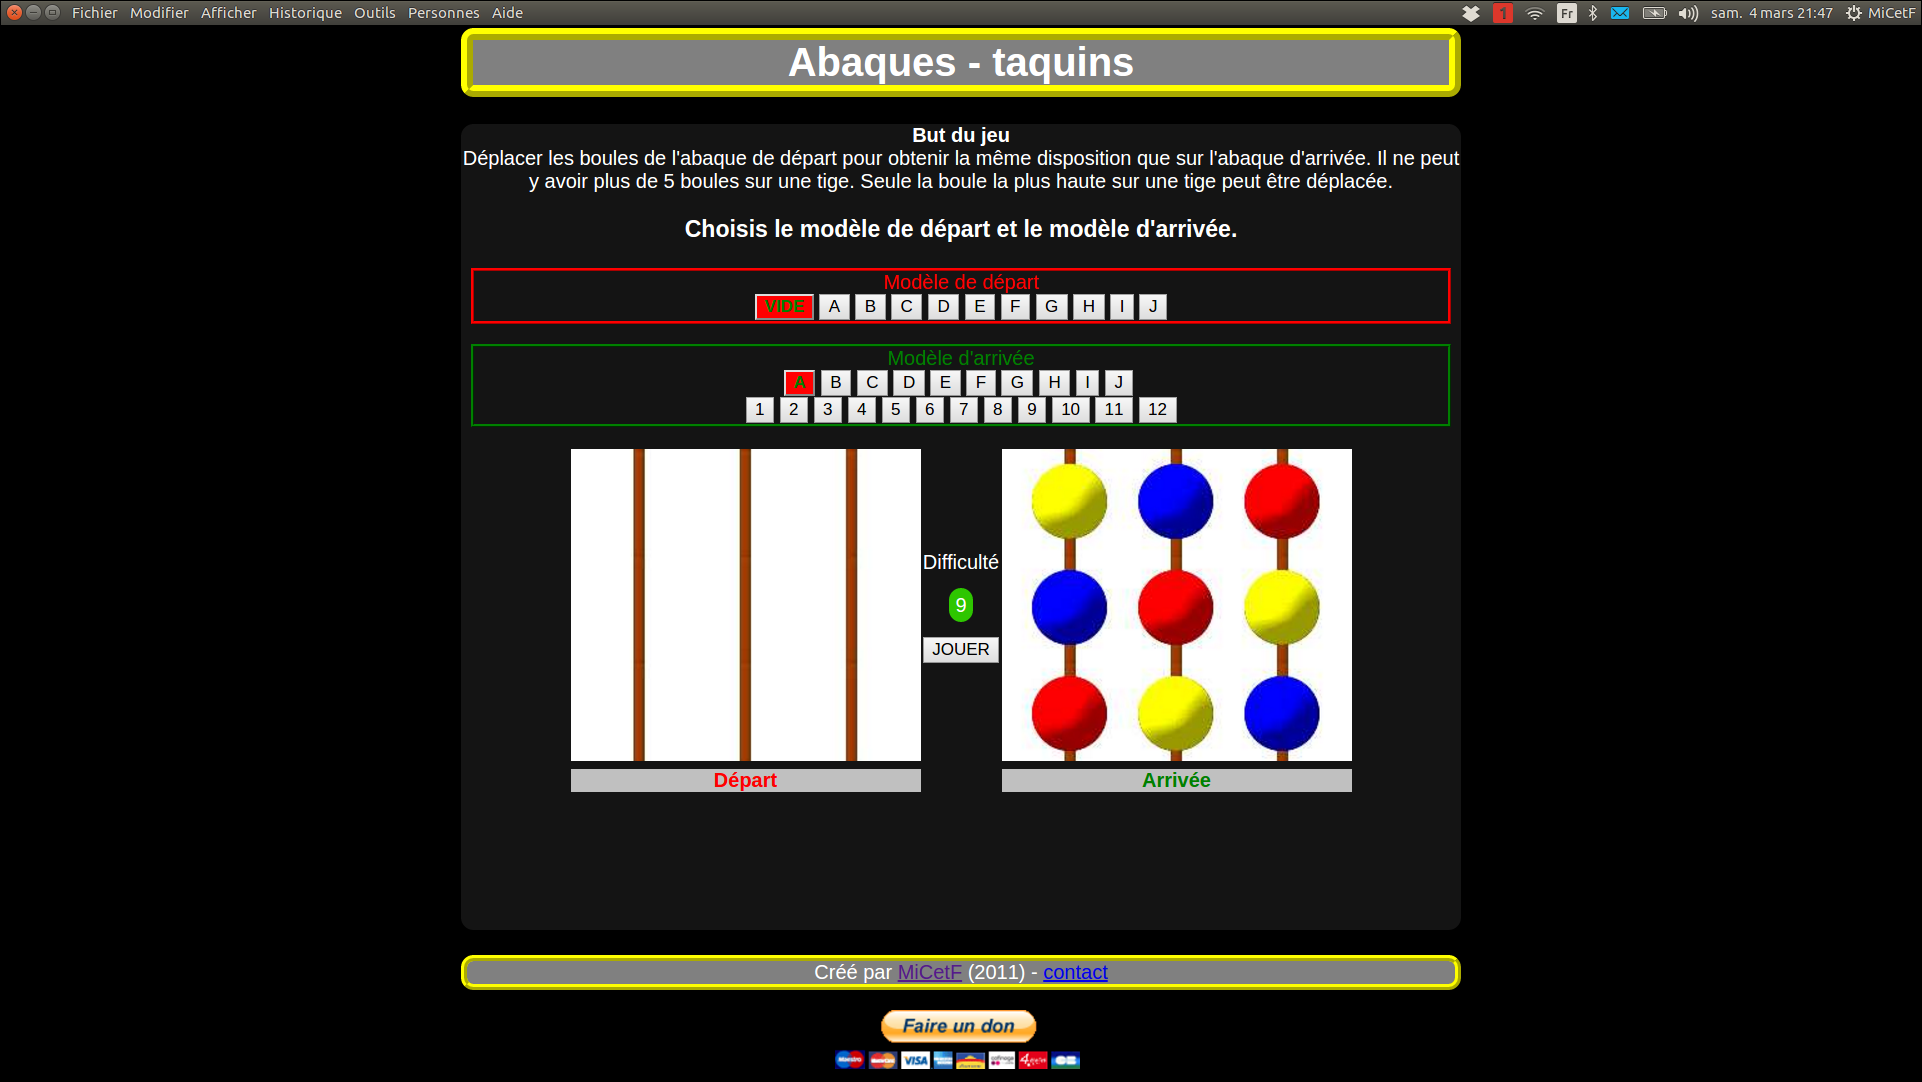 Fichier Modifier Afficher Historique Outils Personnes Aide
1 Fr sam. 4 mars 21:47 MiCetF
Abaques - taquins
But du jeu
Déplacer les boules de l'abaque de départ pour obtenir la même disposition que sur l'abaque d'arrivée. Il ne peut
y avoir plus de 5 boules sur une tige. Seule la boule la plus haute sur une tige peut être déplacée.
Choisis le modèle de départ et le modèle d'arrivée.
Modèle de départ
VIDE A B C D E F G H I J
Modèle d'arrivée
A B C D E F G H I J
1 2 3 4 5 6 7 8 9 10 11 12
Difficulté
9
JOUER
Départ
Arrivée
Créé par MiCetF (2011) - contact
Faire un don
Maestro MasterCard VISA CB